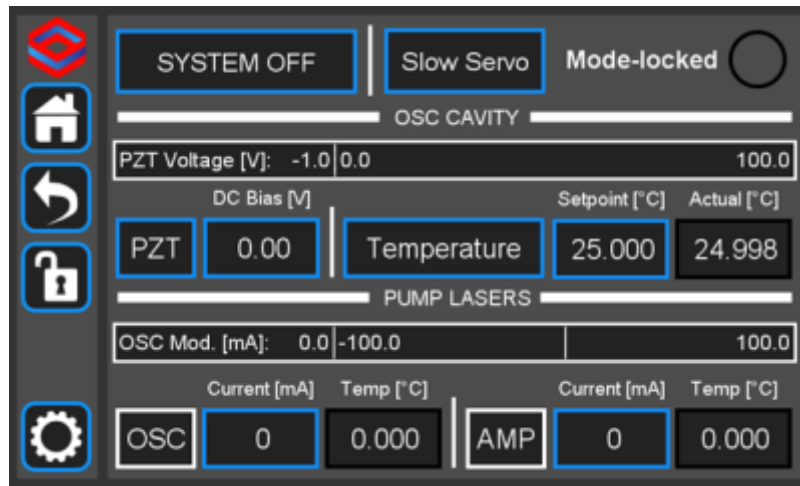 SYSTEM OFF Slow Servo Mode-locked
OSC CAVITY
PZT Voltage [V]: -1.0 0.0 100.0
DC Bias [V] Setpoint [°C] Actual [°C]
PZT 0.00 Temperature 25.000 24.998
PUMP LASERS
OSC Mod. [mA]: 0.0 -100.0 100.0
Current [mA] Temp [°C] Current [mA] Temp [°C]
OSC 0 0.000 AMP 0 0.000